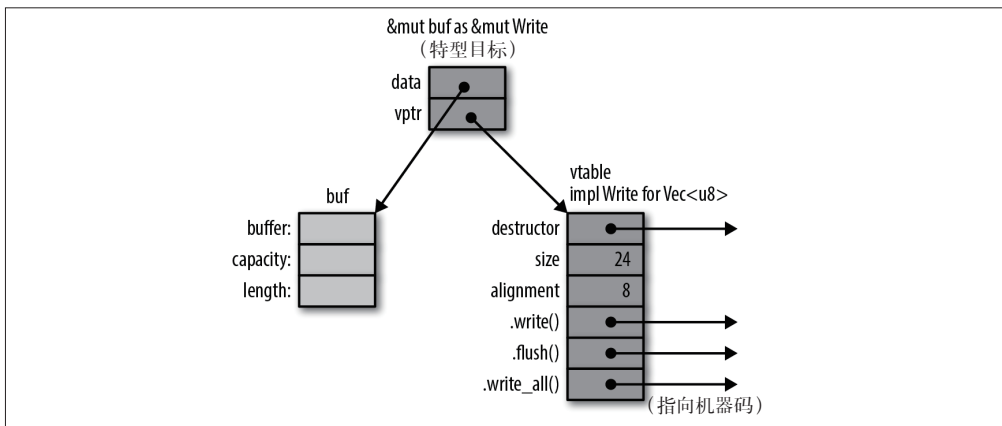 &mut buf as &mut Write
（特型目标）
data
vptr
buf
buffer:
capacity:
length:
vtable
impl Write for Vec<u8>
destructor
size 24
alignment 8
.write()
.flush()
.write_all()
（指向机器码）